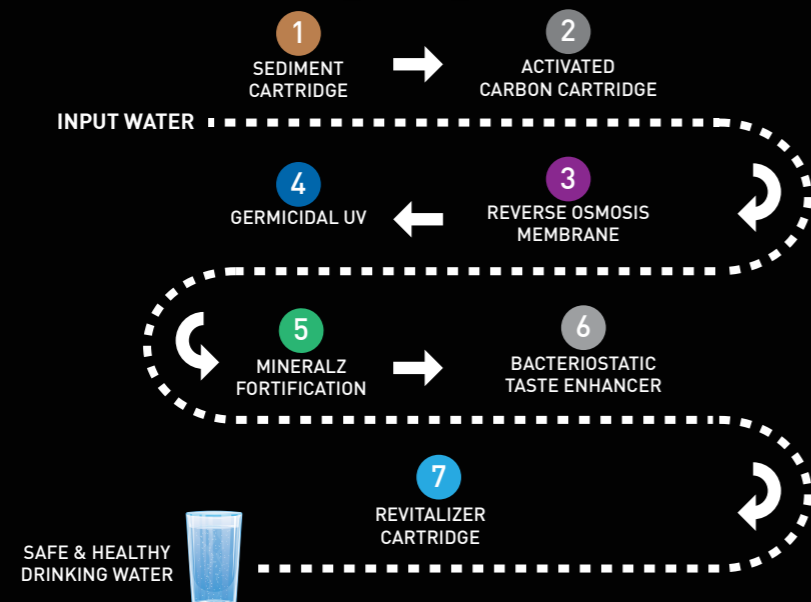 1
SEDIMENT
CARTRIDGE
2
ACTIVATED
CARBON CARTRIDGE
INPUT WATER
3
REVERSE OSMOSIS
MEMBRANE
4
GERMICIDAL UV
5
MINERALZ
FORTIFICATION
6
BACTERIOSTATIC
TASTE ENHANCER
7
REVITALIZER
CARTRIDGE
SAFE & HEALTHY
DRINKING WATER